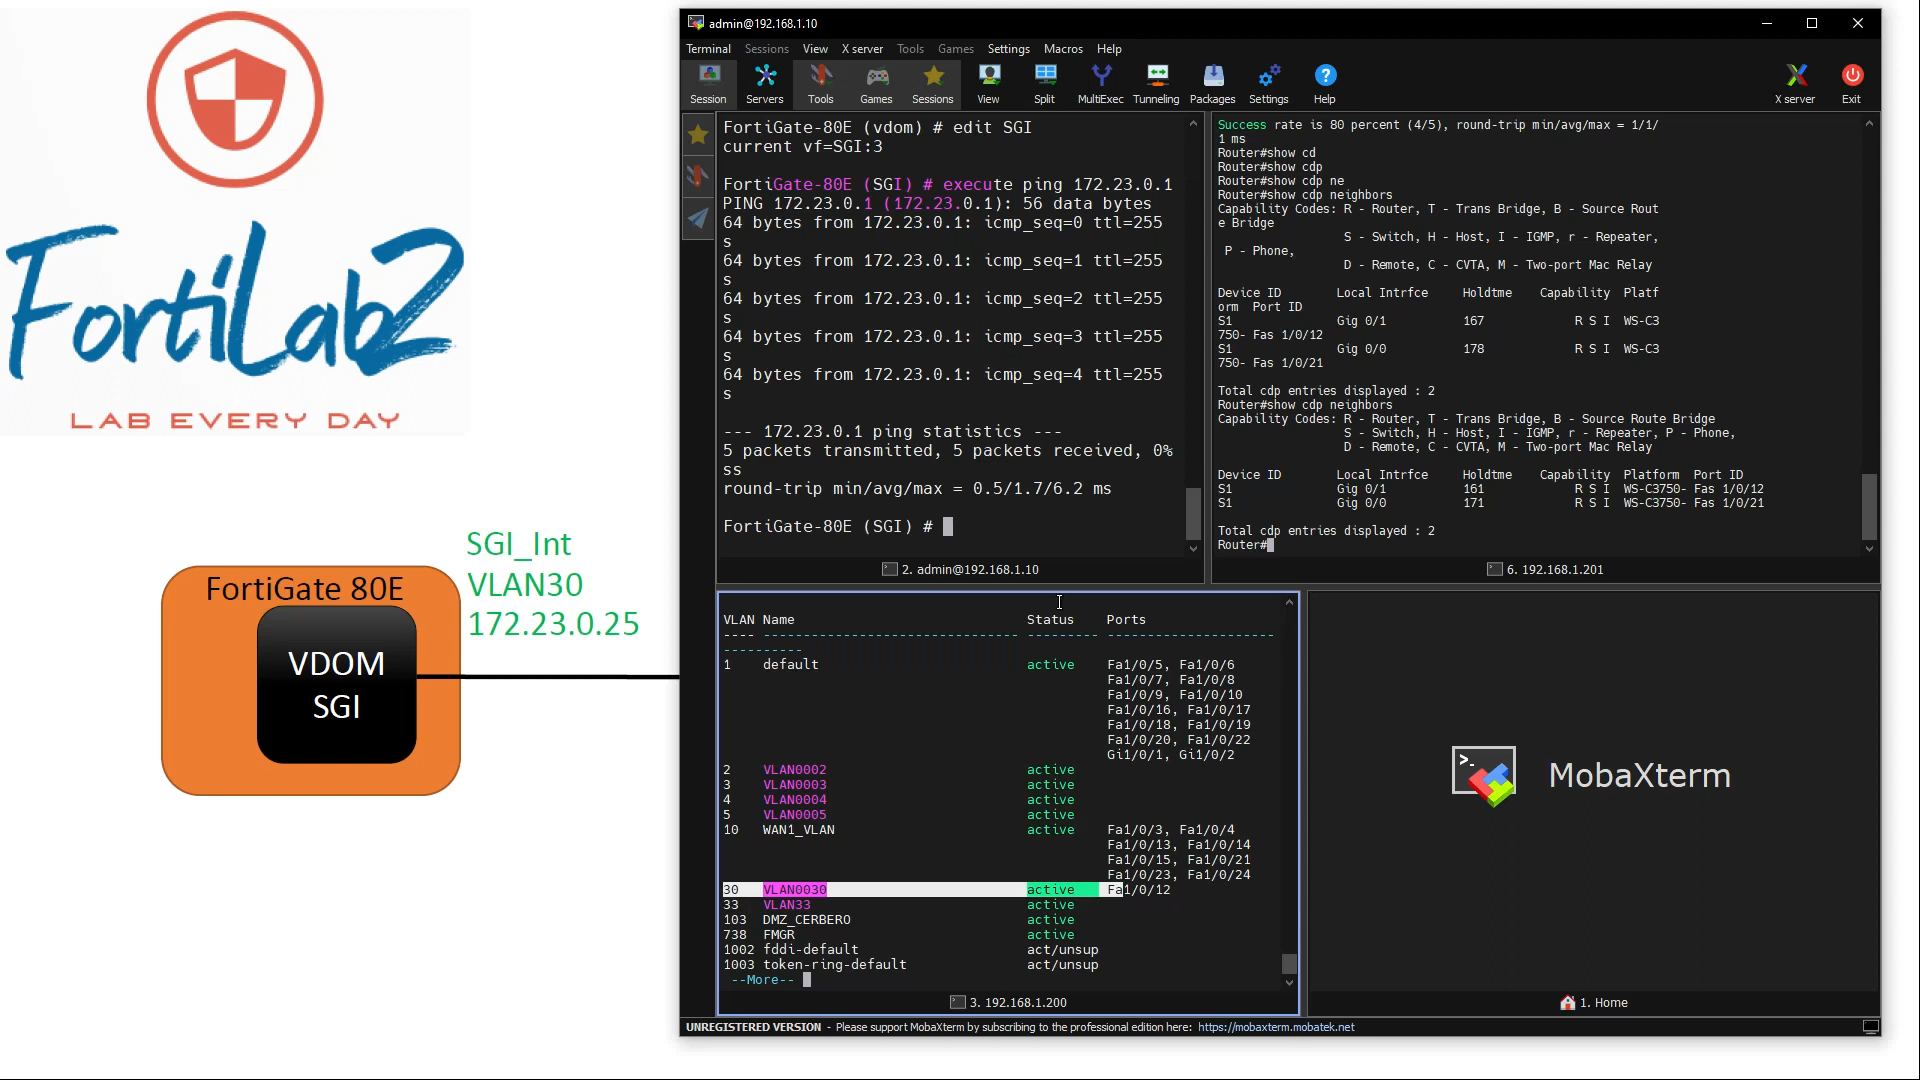 FortiLabZ
LAB EVERY DAY
SGI_Int
VLAN30
172.23.0.25
FortiGate 80E
VDOM
SGI
admin@192.168.1.10
Terminal Sessions View X server Tools Games Settings Macros Help
Session Servers Tools Games Sessions View Split MultiExec Tunneling Packages Settings Help X server Exit
FortiGate-80E (vdom) # edit SGI
current vf=SGI:3
FortiGate-80E (SGI) # execute ping 172.23.0.1
PING 172.23.0.1 (172.23.0.1): 56 data bytes
64 bytes from 172.23.0.1: icmp_seq=0 ttl=255
s
64 bytes from 172.23.0.1: icmp_seq=1 ttl=255
s
64 bytes from 172.23.0.1: icmp_seq=2 ttl=255
s
64 bytes from 172.23.0.1: icmp_seq=3 ttl=255
s
64 bytes from 172.23.0.1: icmp_seq=4 ttl=255
s
--- 172.23.0.1 ping statistics ---
5 packets transmitted, 5 packets received, 0%
ss
round-trip min/avg/max = 0.5/1.7/6.2 ms
FortiGate-80E (SGI) #
2. admin@192.168.1.10
Success rate is 80 percent (4/5), round-trip min/avg/max = 1/1/
1 ms
Router#show cd
Router#show cdp
Router#show cdp ne
Router#show cdp neighbors
Capability Codes: R - Router, T - Trans Bridge, B - Source Rout
e Bridge
S - Switch, H - Host, I - IGMP, r - Repeater,
P - Phone,
D - Remote, C - CVTA, M - Two-port Mac Relay
Device ID Local Intrfce Holdtme Capability Platf
orm Port ID
S1 Gig 0/1 167 R S I WS-C3
750- Fas 1/0/12
S1 Gig 0/0 178 R S I WS-C3
750- Fas 1/0/21
Total cdp entries displayed : 2
Router#show cdp neighbors
Capability Codes: R - Router, T - Trans Bridge, B - Source Route Bridge
S - Switch, H - Host, I - IGMP, r - Repeater, P - Phone,
D - Remote, C - CVTA, M - Two-port Mac Relay
Device ID Local Intrfce Holdtme Capability Platform Port ID
S1 Gig 0/1 161 R S I WS-C3750- Fas 1/0/12
S1 Gig 0/0 171 R S I WS-C3750- Fas 1/0/21
Total cdp entries displayed : 2
Router#
6. 192.168.1.201
VLAN Name Status Ports
---- -------------------------------- --------- ---------------------
----------
1 default active Fa1/0/5, Fa1/0/6
Fa1/0/7, Fa1/0/8
Fa1/0/9, Fa1/0/10
Fa1/0/16, Fa1/0/17
Fa1/0/18, Fa1/0/19
Fa1/0/20, Fa1/0/22
Gi1/0/1, Gi1/0/2
2 VLAN0002 active
3 VLAN0003 active
4 VLAN0004 active
5 VLAN0005 active
10 WAN1_VLAN active Fa1/0/3, Fa1/0/4
Fa1/0/13, Fa1/0/14
Fa1/0/15, Fa1/0/21
Fa1/0/23, Fa1/0/24
30 VLAN0030 active Fa1/0/12
33 VLAN33 active
103 DMZ_CERBERO active
738 FMGR active
1002 fddi-default act/unsup
1003 token-ring-default act/unsup
--More--
3. 192.168.1.200
MobaXterm
1. Home
UNREGISTERED VERSION - Please support MobaXterm by subscribing to the professional edition here: https://mobaxterm.mobatek.net